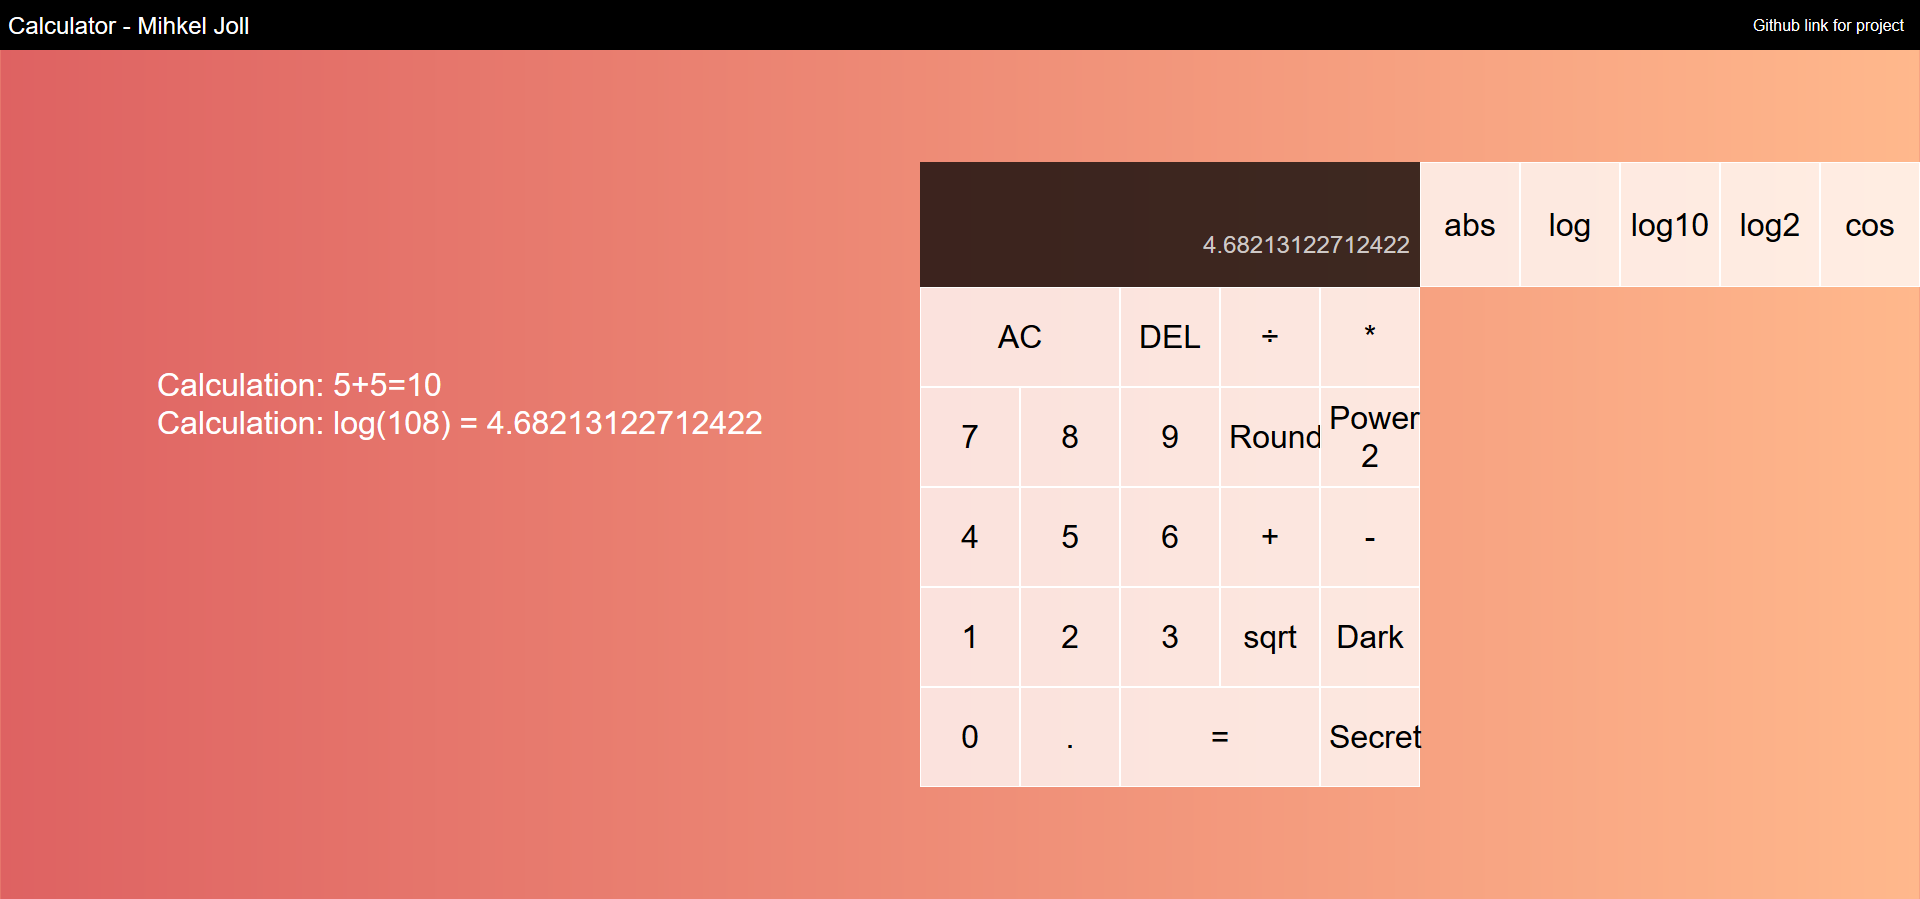 Calculator - Mihkel Joll
Github link for project
4.68213122712422
abs
log
log10
log2
cos
AC
DEL
÷
*
Calculation: 5+5=10
Calculation: log(108) = 4.68213122712422
7
8
9
Round
Power
2
4
5
6
+
-
1
2
3
sqrt
Dark
0
.
=
Secret